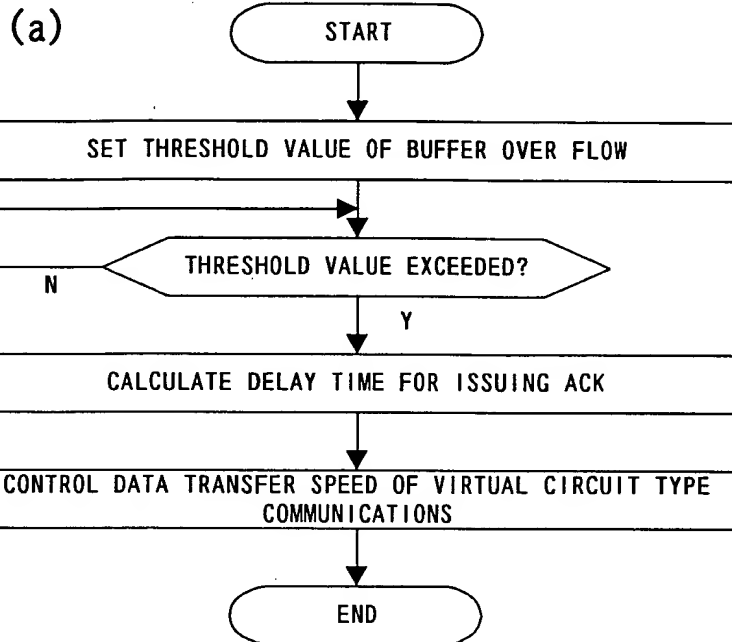 (a)
START
SET THRESHOLD VALUE OF BUFFER OVER FLOW
THRESHOLD VALUE EXCEEDED?
N
Y
CALCULATE DELAY TIME FOR ISSUING ACK
CONTROL DATA TRANSFER SPEED OF VIRTUAL CIRCUIT TYPE
COMMUNICATIONS
END